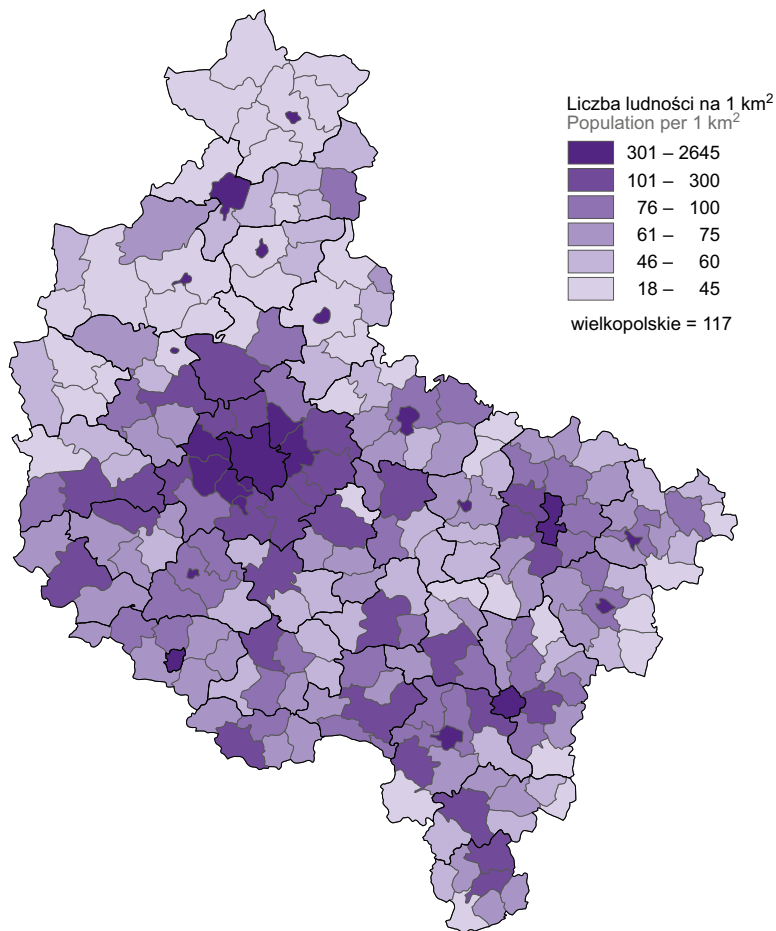 Liczba ludności na 1 km²
Population per 1 km²
301 – 2645
101 – 300
76 – 100
61 – 75
46 – 60
18 – 45
wielkopolskie = 117